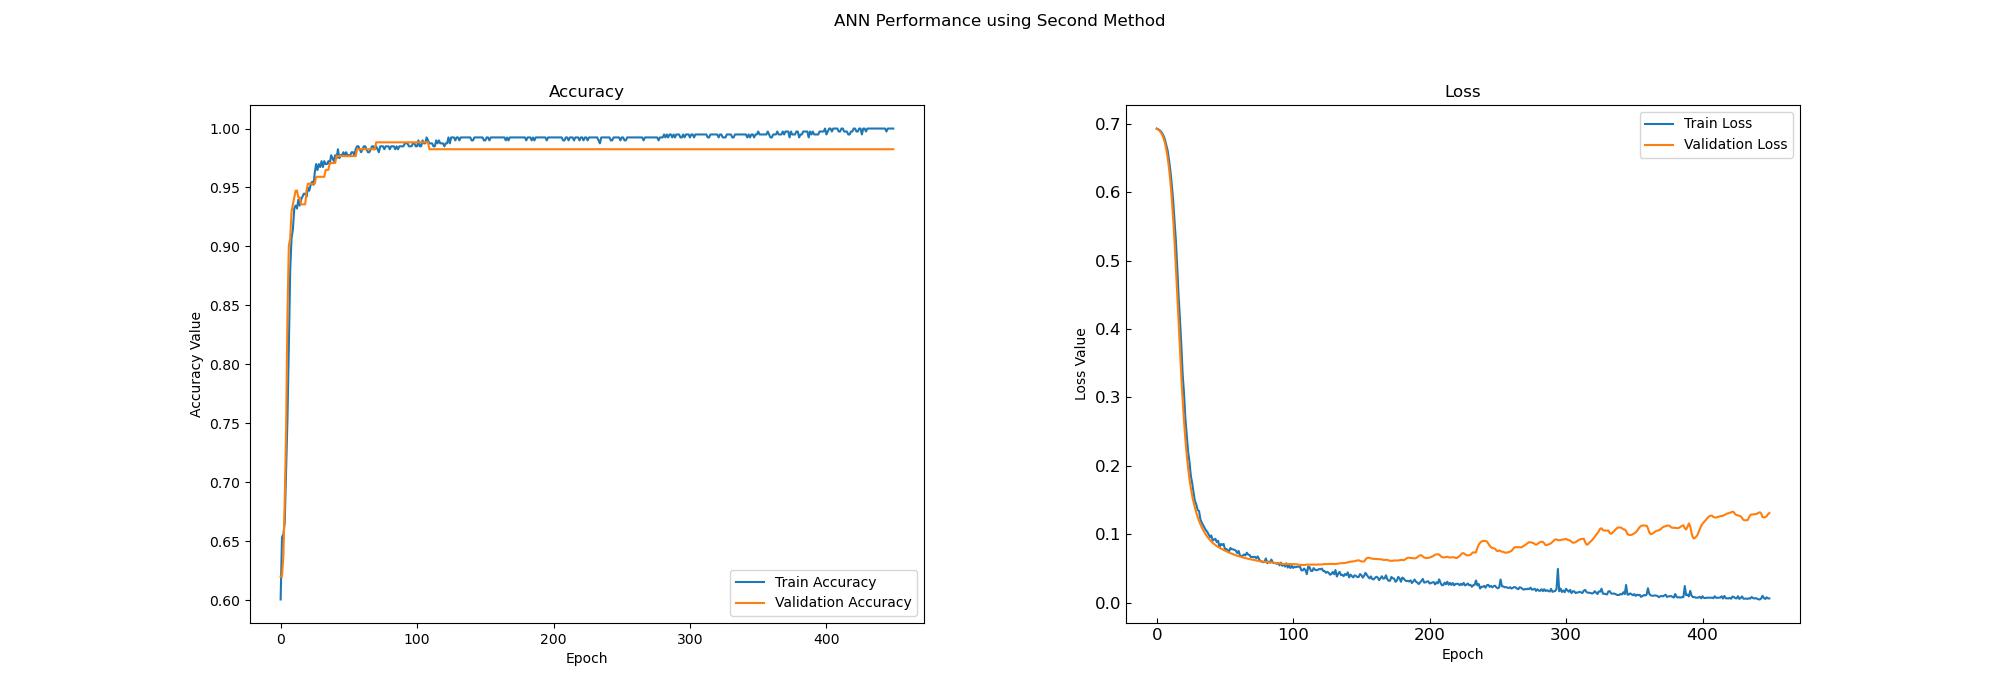 ANN Performance using Second Method
Accuracy
1.00
0.95
0.90
0.85
0.80
0.75
0.70
0.65
0.60
Accuracy Value
Train Accuracy
Validation Accuracy
0 100 200 300 400
Epoch
Loss
0.7
0.6
0.5
0.4
0.3
0.2
0.1
0.0
Loss Value
Train Loss
Validation Loss
0 100 200 300 400
Epoch